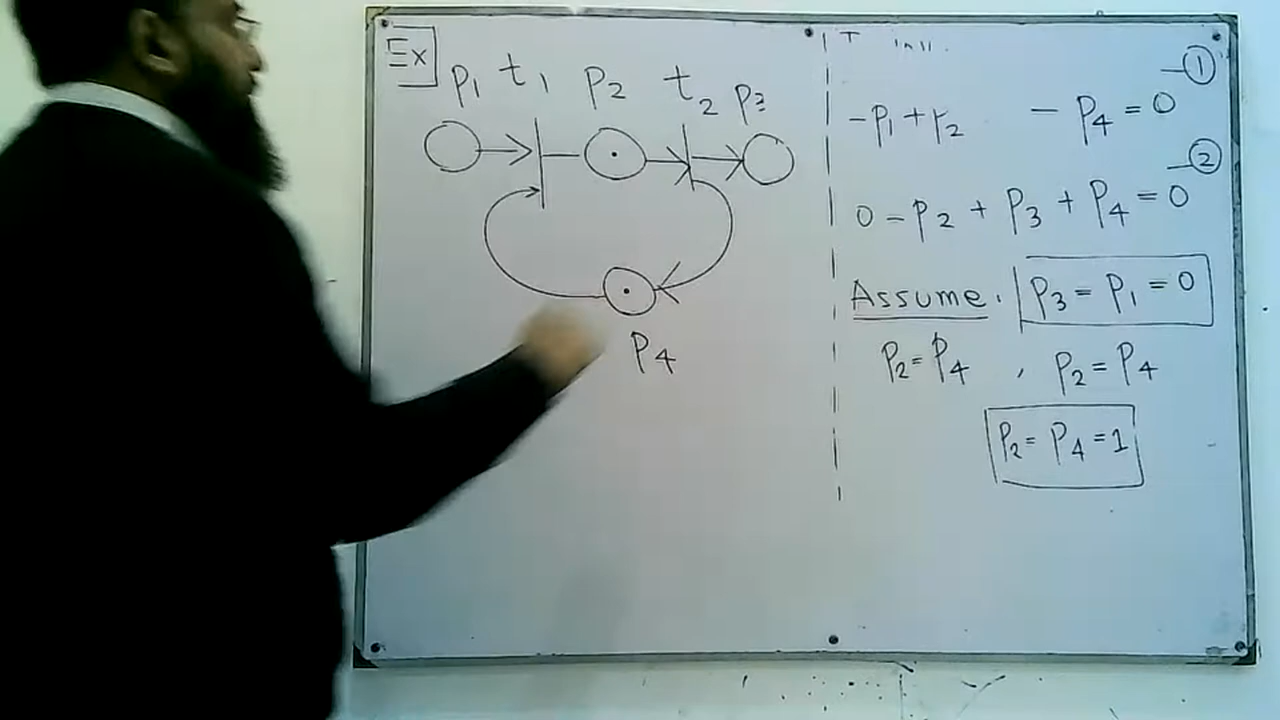 Ex
p1 t1 p2 t2 p3
p4
①
-p1 + p2 - p4 = 0
②
0 - p2 + p3 + p4 = 0
Assume. p3 = p1 = 0
p2 = p4 , p2 = p4
p2 = p4 = 1